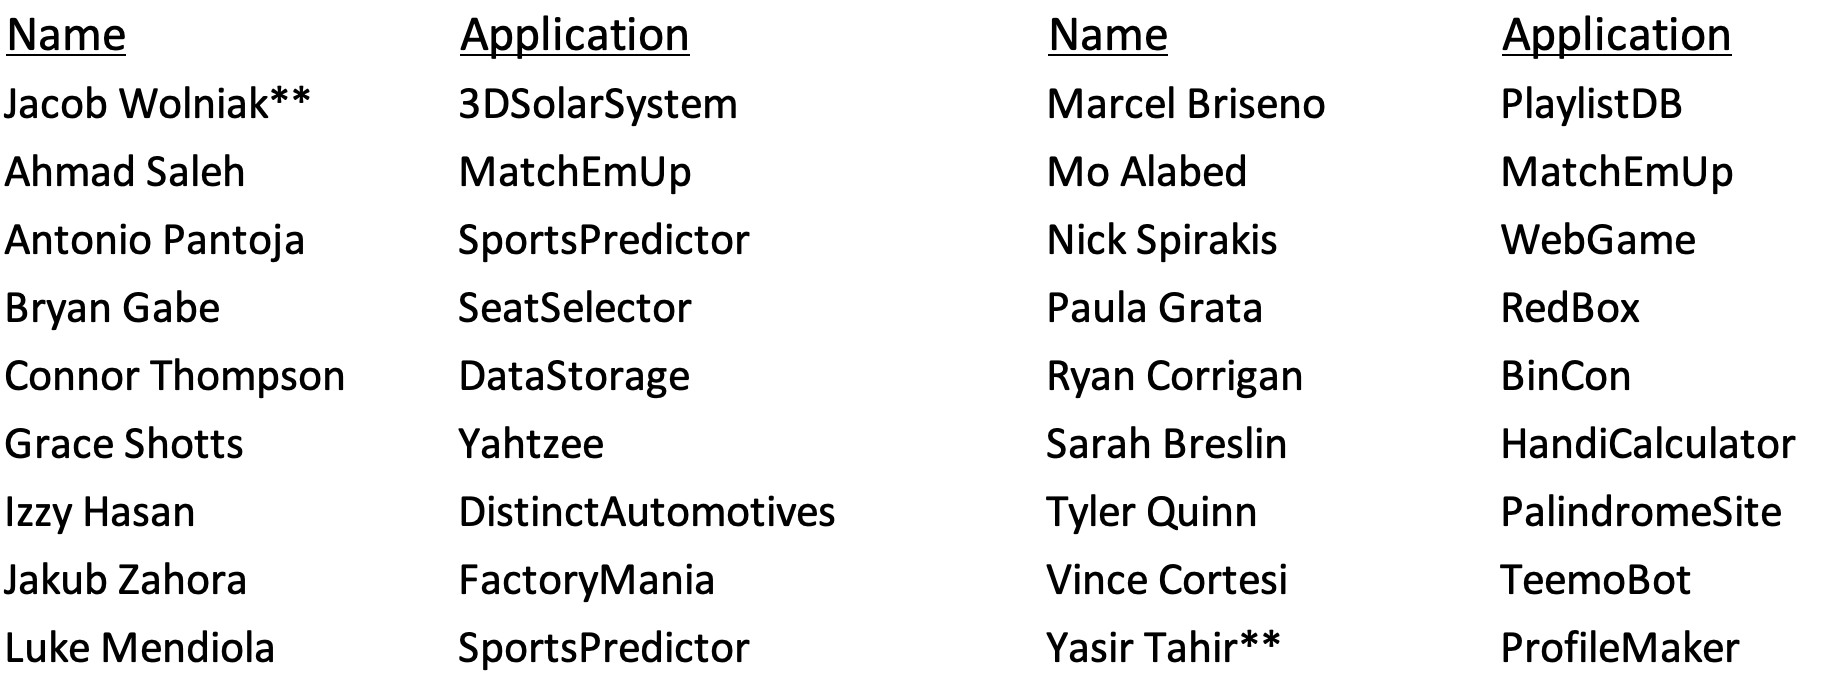 Name Application Name Application
Jacob Wolniak** 3DSolarSystem Marcel Briseno PlaylistDB
Ahmad Saleh MatchEmUp Mo Alabed MatchEmUp
Antonio Pantoja SportsPredictor Nick Spirakis WebGame
Bryan Gabe SeatSelector Paula Grata RedBox
Connor Thompson DataStorage Ryan Corrigan BinCon
Grace Shotts Yahtzee Sarah Breslin HandiCalculator
Izzy Hasan DistinctAutomotives Tyler Quinn PalindromeSite
Jakub Zahora FactoryMania Vince Cortesi TeemoBot
Luke Mendiola SportsPredictor Yasir Tahir** ProfileMaker